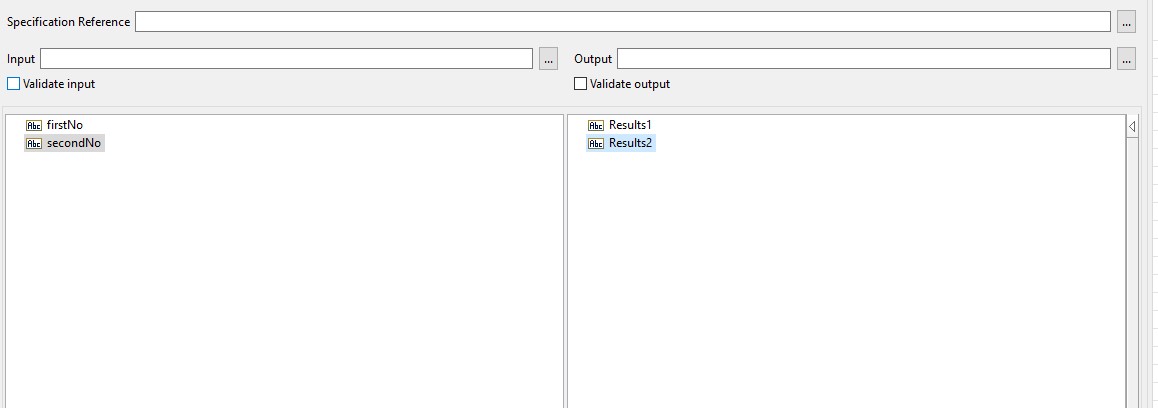 Specification Reference ...
Input ... Output ...
Validate input Validate output
Abc firstNo Abc Results1
Abc secondNo Abc Results2